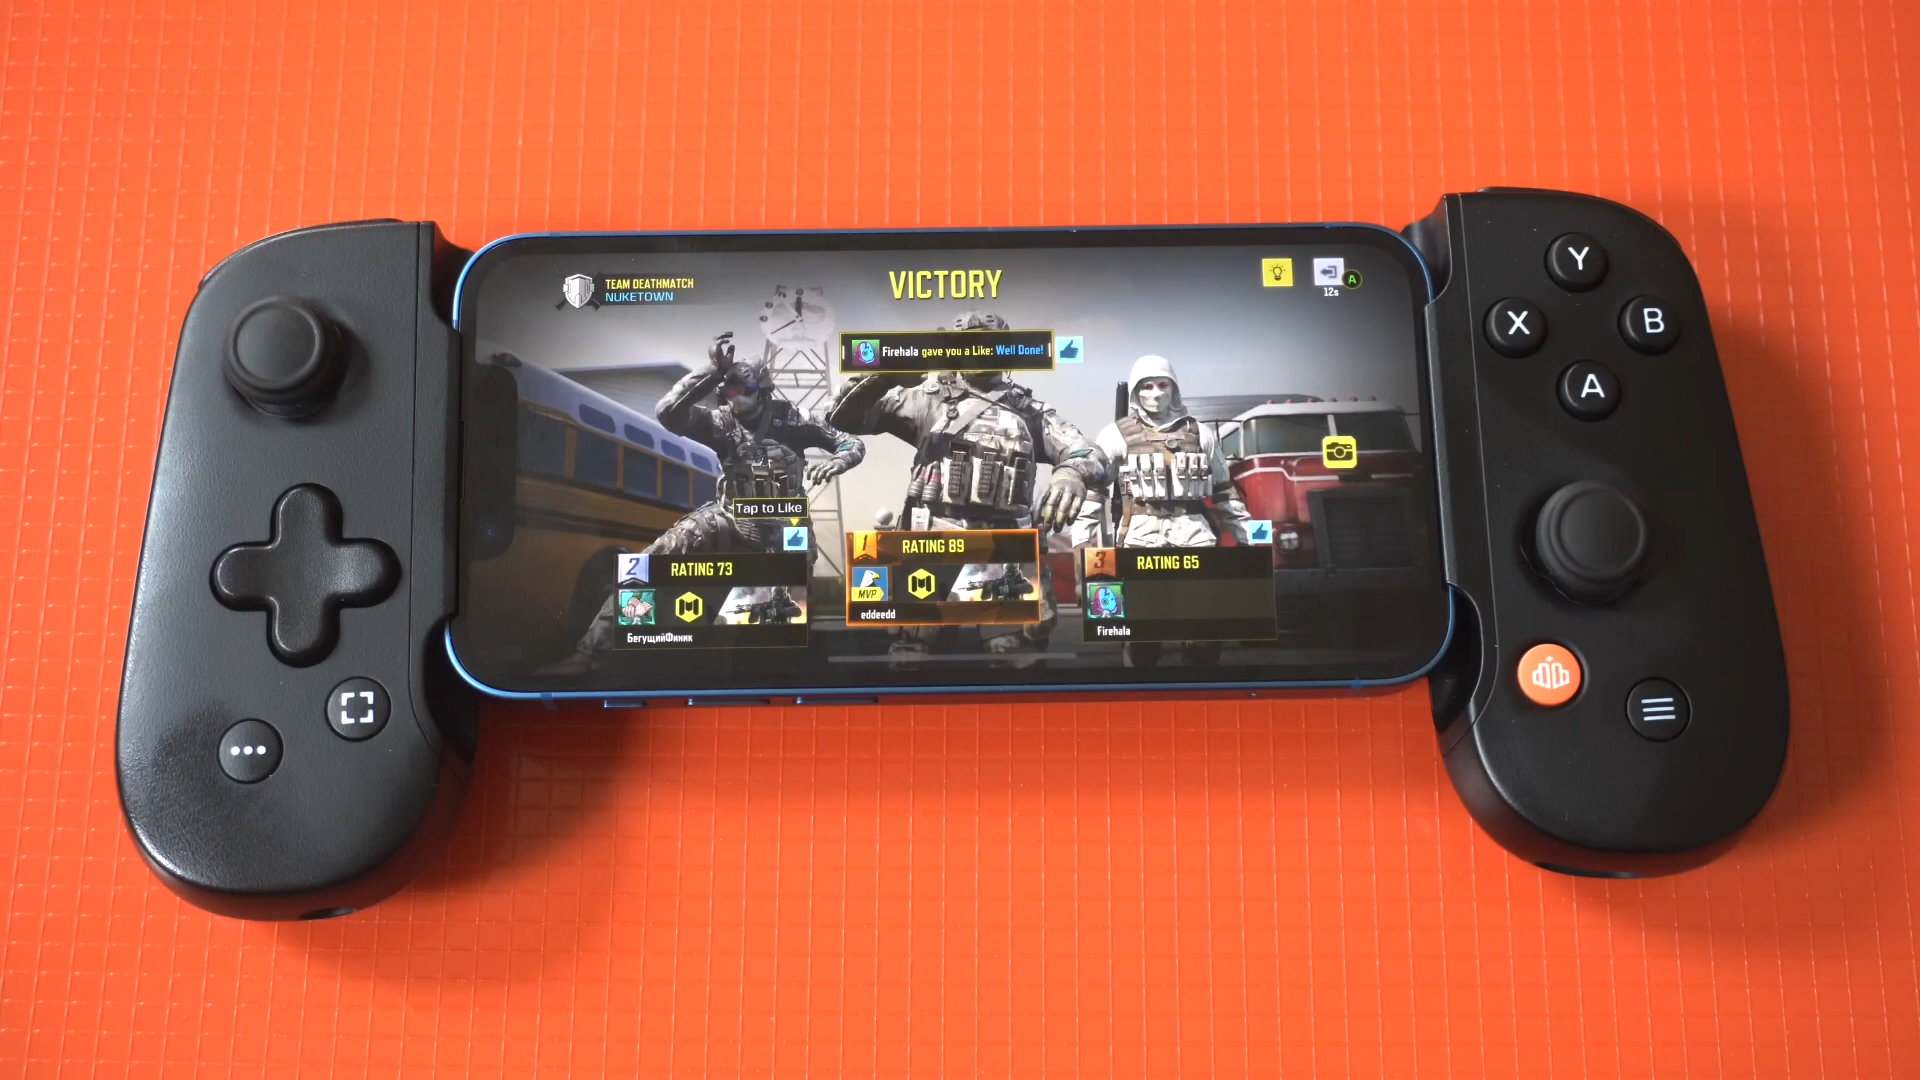 TEAM DEATHMATCH
NUKETOWN
VICTORY
12s
A
Firehala gave you a Like: Well Done!
Tap to Like
2
RATING 73
БегущийФиник
1
RATING 89
MVP
eddeedd
3
RATING 65
Firehala
Y
X
B
A